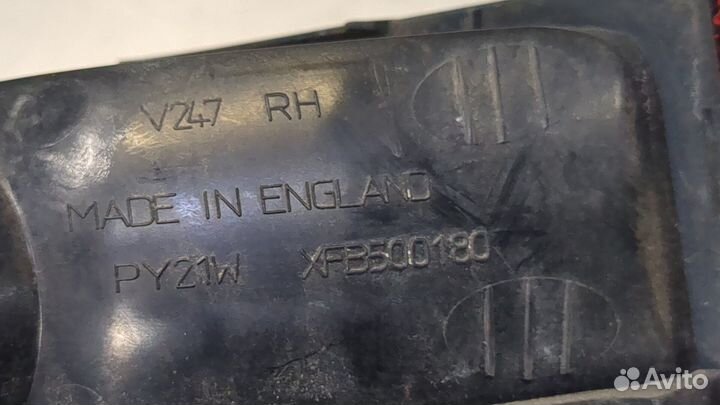 V247 RH
MADE IN ENGLAND
PY21W XFB500180
Avito